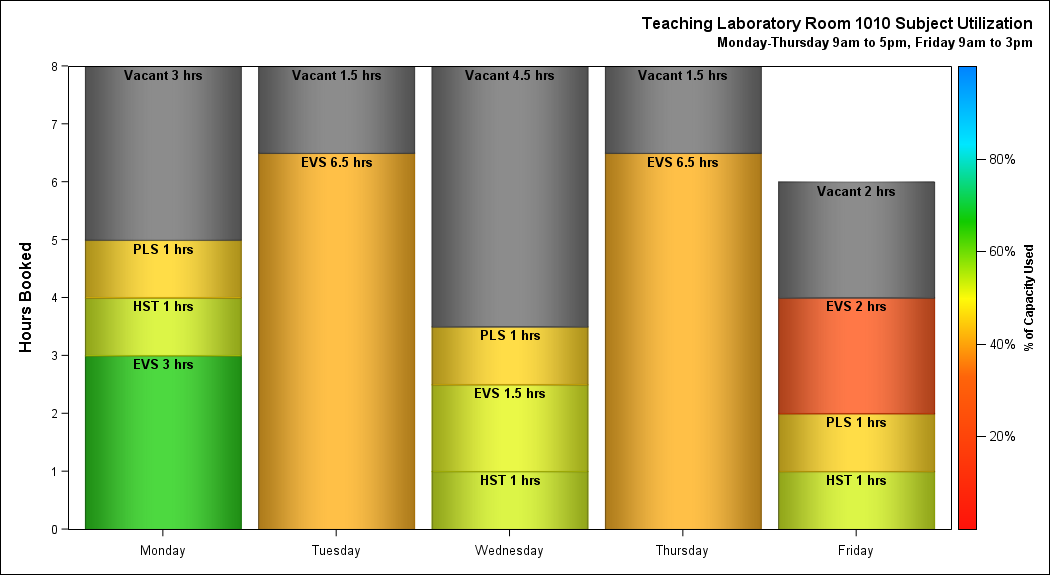 Teaching Laboratory Room 1010 Subject Utilization
Monday-Thursday 9am to 5pm, Friday 9am to 3pm
Hours Booked
8
7
6
5
4
3
2
1
0
Vacant 3 hrs
PLS 1 hrs
HST 1 hrs
EVS 3 hrs
Vacant 1.5 hrs
EVS 6.5 hrs
Vacant 4.5 hrs
PLS 1 hrs
EVS 1.5 hrs
HST 1 hrs
Vacant 1.5 hrs
EVS 6.5 hrs
Vacant 2 hrs
EVS 2 hrs
PLS 1 hrs
HST 1 hrs
Monday
Tuesday
Wednesday
Thursday
Friday
80%
60%
40%
20%
% of Capacity Used